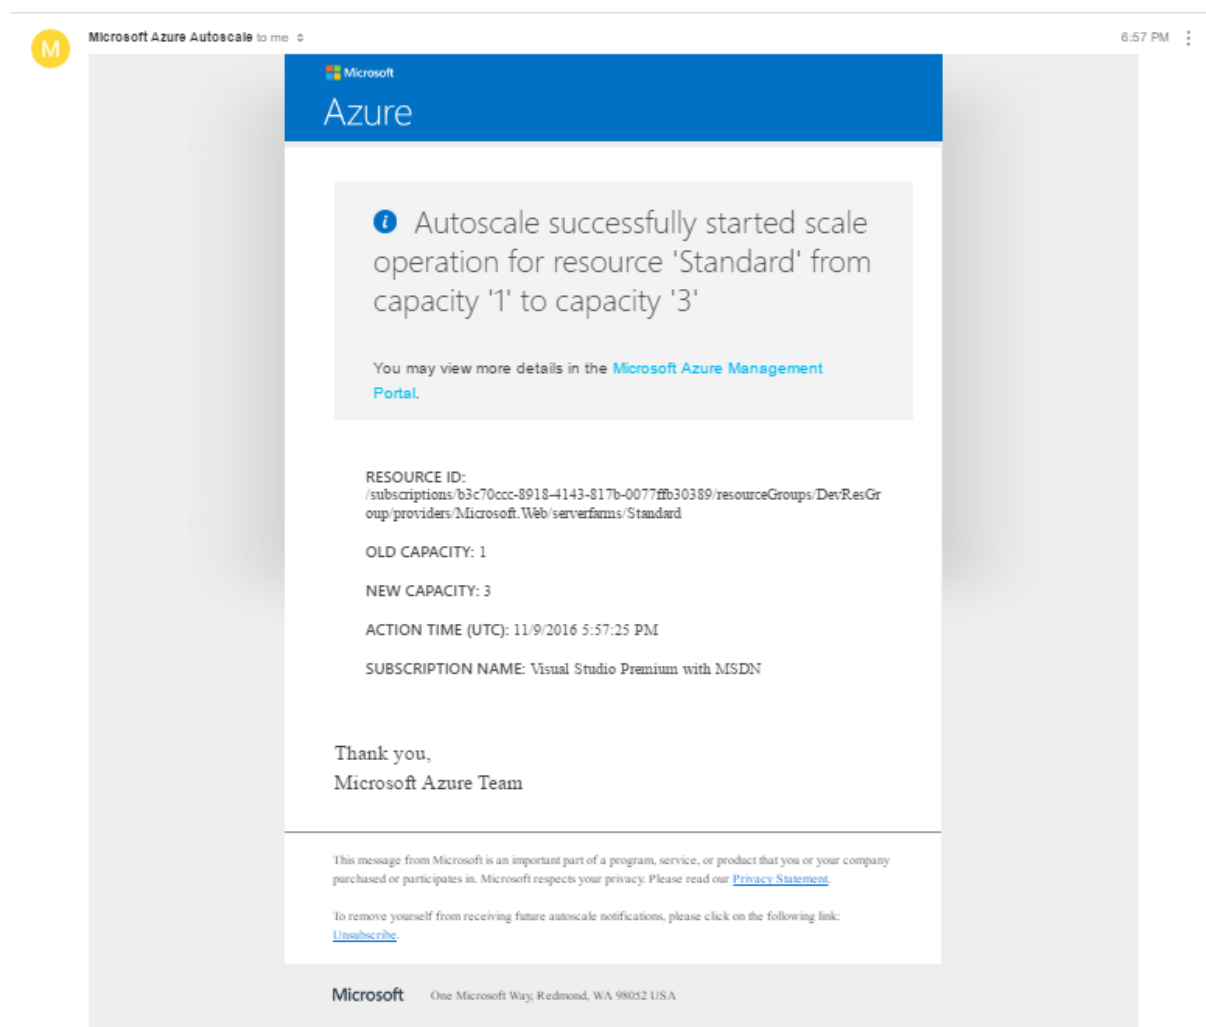 M
Microsoft Azure Autoscale to me
6:57 PM
Microsoft
Azure
i Autoscale successfully started scale
operation for resource 'Standard' from
capacity '1' to capacity '3'
You may view more details in the Microsoft Azure Management
Portal.
RESOURCE ID:
/subscriptions/b3c70ccc-8918-4143-817b-0077ffb30389/resourceGroups/DevResGr
oup/providers/Microsoft.Web/serverfarms/Standard
OLD CAPACITY: 1
NEW CAPACITY: 3
ACTION TIME (UTC): 11/9/2016 5:57:25 PM
SUBSCRIPTION NAME: Visual Studio Premium with MSDN
Thank you,
Microsoft Azure Team
This message from Microsoft is an important part of a program, service, or product that you or your company
purchased or participates in. Microsoft respects your privacy. Please read our Privacy Statement.
To remove yourself from receiving future autoscale notifications, please click on the following link:
Unsubscribe.
Microsoft One Microsoft Way, Redmond, WA 98052 USA